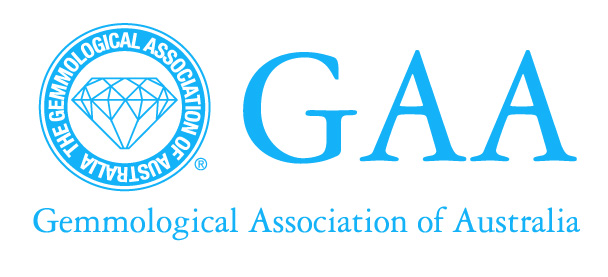 THE GEMMOLOGICAL ASSOCIATION OF AUSTRALIA
®
GAA
Gemmological Association of Australia